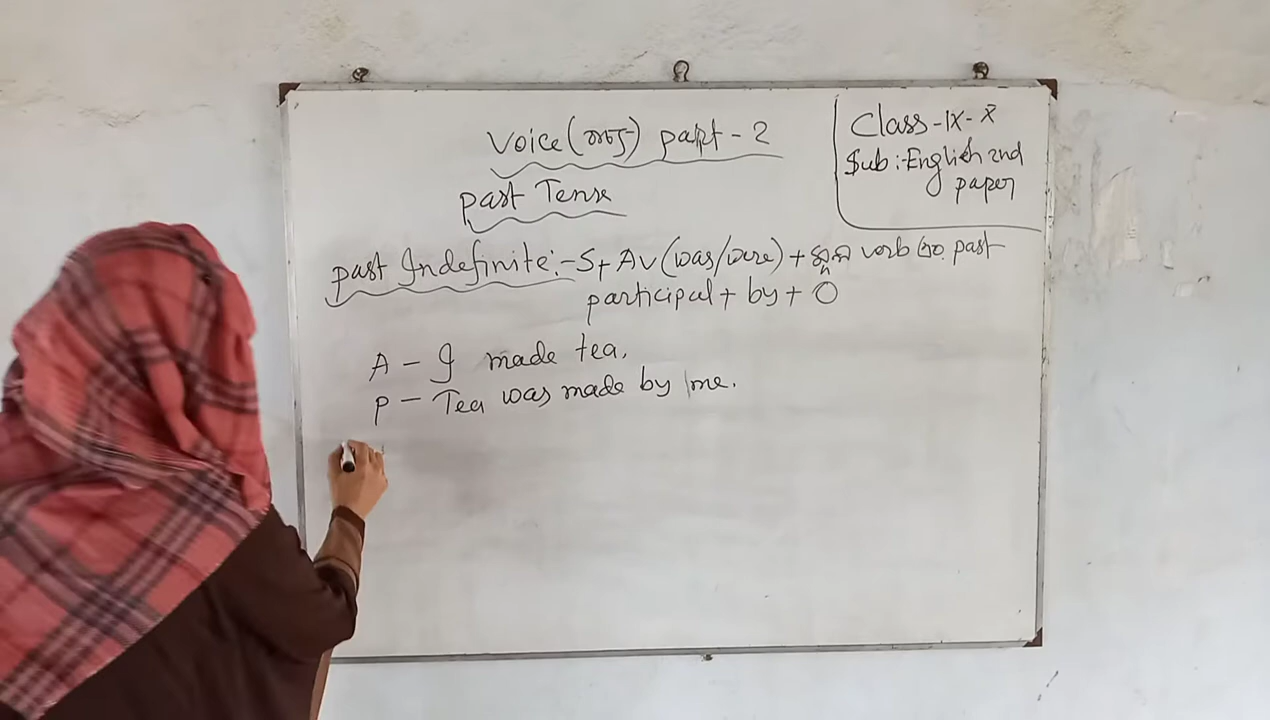 Voice (বাচ্য) part - 2
Class - IX - X
Sub :- English 2nd
paper
Past Tense
past Indefinite :- S + AV (was/were) + মূল verb এর past
participal + by + O
A - I made tea.
P - Tea was made by me.